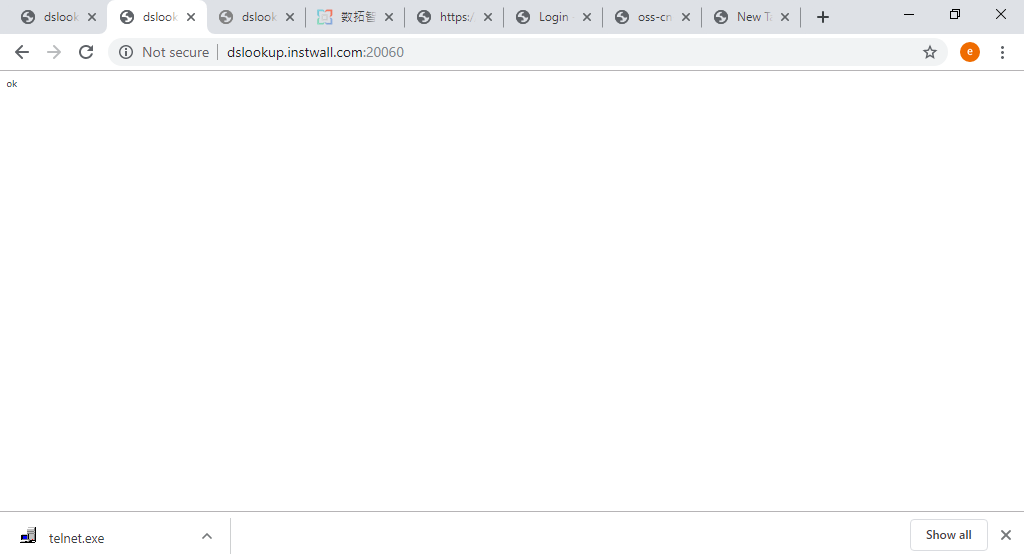 dslook
dslook
dslook
数拓智
https:/
Login
oss-cn
New Ta
Not secure
dslookup.instwall.com:20060
e
ok
telnet.exe
Show all